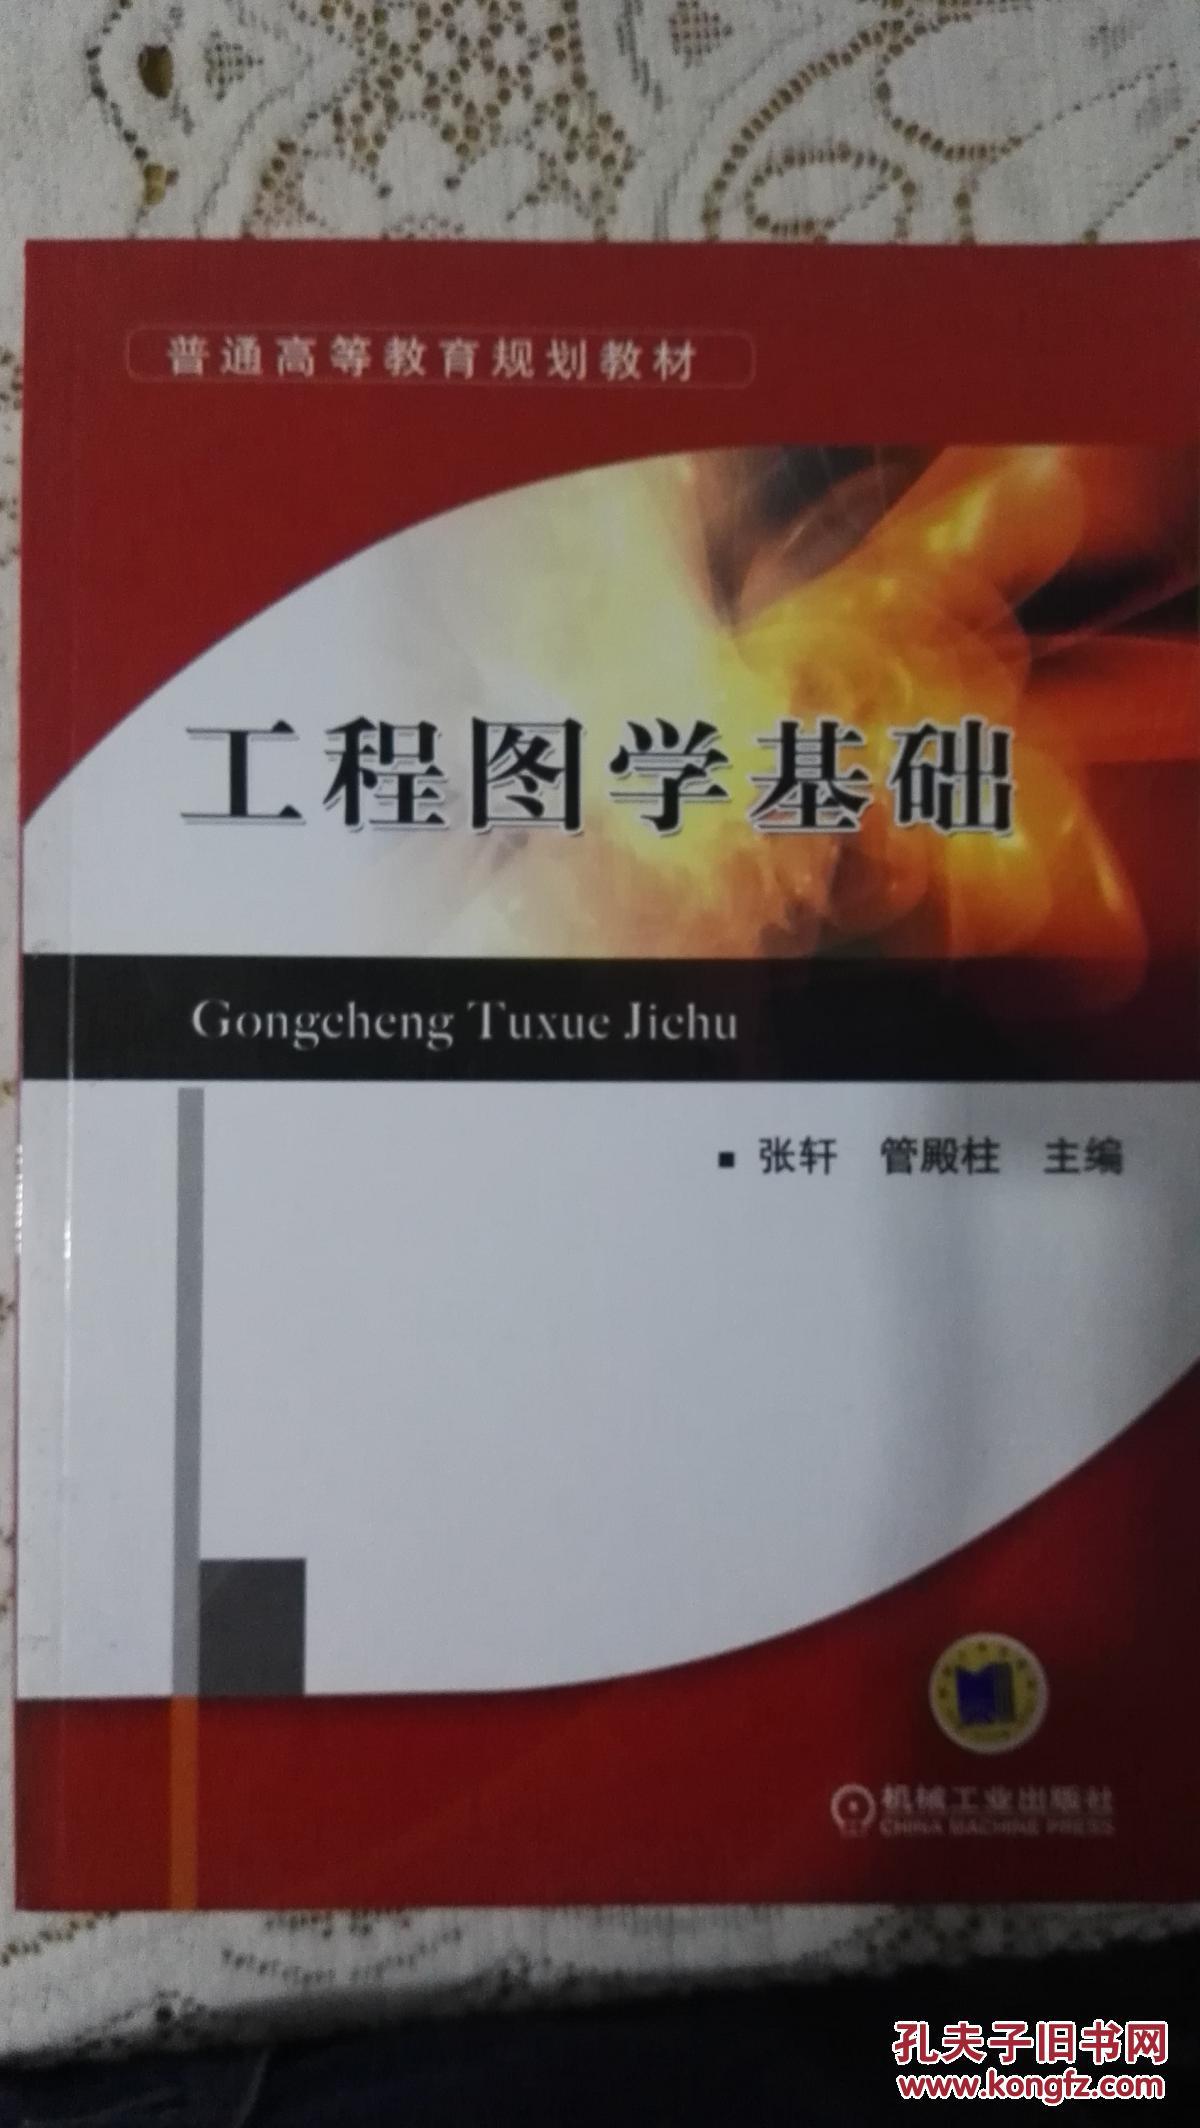 普通高等教育规划教材
工程图学基础
Gongcheng Tuxue Jichu
张轩 管殿柱 主编
机械工业出版社
CHINA MACHINE PRESS
孔夫子旧书网
www.kongfz.com